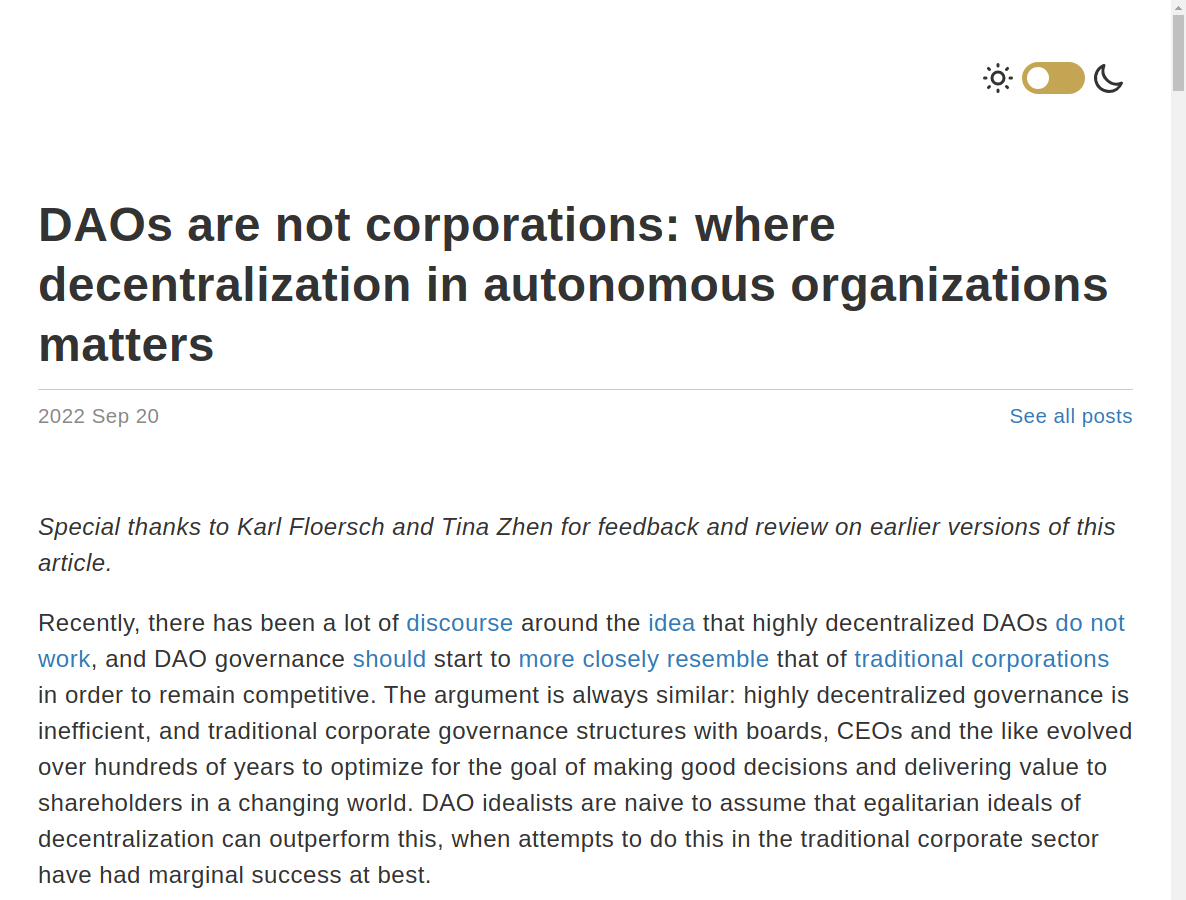 DAOs are not corporations: where
decentralization in autonomous organizations
matters
2022 Sep 20
See all posts
Special thanks to Karl Floersch and Tina Zhen for feedback and review on earlier versions of this
article.
Recently, there has been a lot of discourse around the idea that highly decentralized DAOs do not
work, and DAO governance should start to more closely resemble that of traditional corporations
in order to remain competitive. The argument is always similar: highly decentralized governance is
inefficient, and traditional corporate governance structures with boards, CEOs and the like evolved
over hundreds of years to optimize for the goal of making good decisions and delivering value to
shareholders in a changing world. DAO idealists are naive to assume that egalitarian ideals of
decentralization can outperform this, when attempts to do this in the traditional corporate sector
have had marginal success at best.